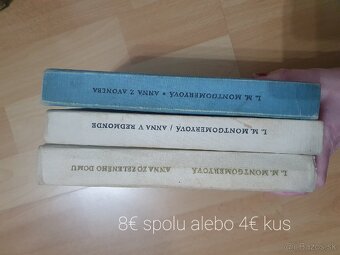 L. M. MONTGOMERYOVÁ • ANNA Z AVONLEA
L. M. MONTGOMERYOVÁ / ANNA V REDMONDE
L. M. MONTGOMERYOVÁ ANNA ZO ZELENÉHO DOMU
8€ spolu alebo 4€ kus